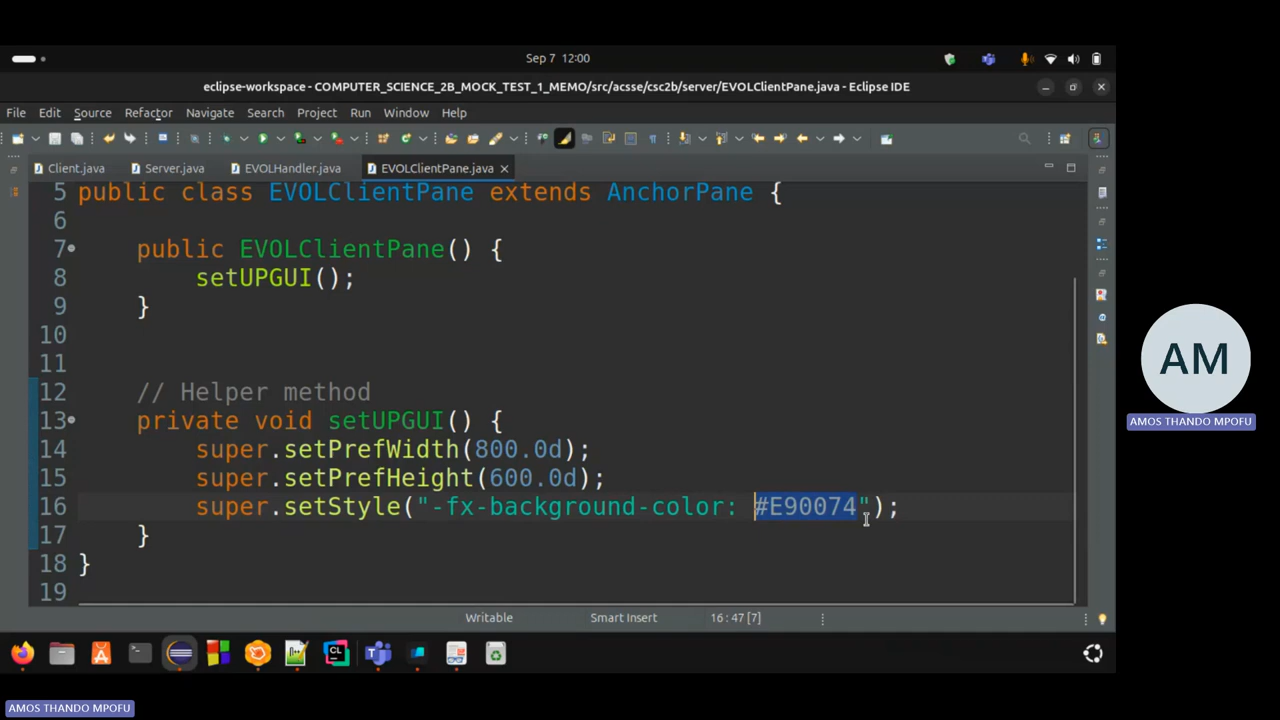 Sep 7 12:00
eclipse-workspace - COMPUTER_SCIENCE_2B_MOCK_TEST_1_MEMO/src/acsse/csc2b/server/EVOLClientPane.java - Eclipse IDE
File Edit Source Refactor Navigate Search Project Run Window Help
Client.java Server.java EVOLHandler.java EVOLClientPane.java
5 public class EVOLClientPane extends AnchorPane {
6
7 public EVOLClientPane() {
8 setUPGUI();
9 }
10
11
12 // Helper method
13 private void setUPGUI() {
14 super.setPrefWidth(800.0d);
15 super.setPrefHeight(600.0d);
16 super.setStyle("-fx-background-color: #E90074");
17 }
18 }
19
Writable Smart Insert 16 : 47 [7]
CL
AM
AMOS THANDO MPOFU
AMOS THANDO MPOFU